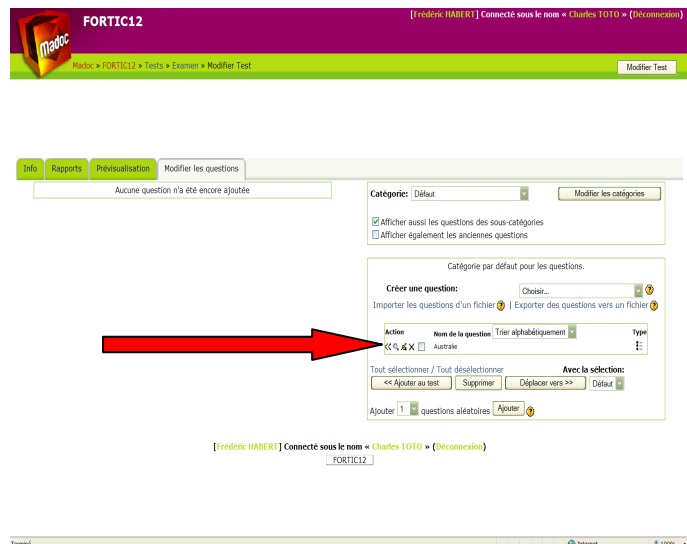 [Frédéric HABERT] Connecté sous le nom « Charles TOTO » (Déconnexion)
FORTIC12
Madoc
Madoc » FORTIC12 » Tests » Examen » Modifier Test
Modifier Test
Info Rapports Prévisualisation Modifier les questions
Aucune question n'a été encore ajoutée
Catégorie: Défaut Modifier les catégories
Afficher aussi les questions des sous-catégories
Afficher également les anciennes questions
Catégorie par défaut pour les questions.
Créer une question: Choisir... ?
Importer les questions d'un fichier ? | Exporter des questions vers un fichier ?
Action Nom de la question Trier alphabétiquement Type
Australie
Tout sélectionner / Tout désélectionner Avec la sélection:
<< Ajouter au test Supprimer Déplacer vers >> Défaut
Ajouter 1 questions aléatoires Ajouter ?
[Frédéric HABERT] Connecté sous le nom « Charles TOTO » (Déconnexion)
FORTIC12
Terminé Internet 100%